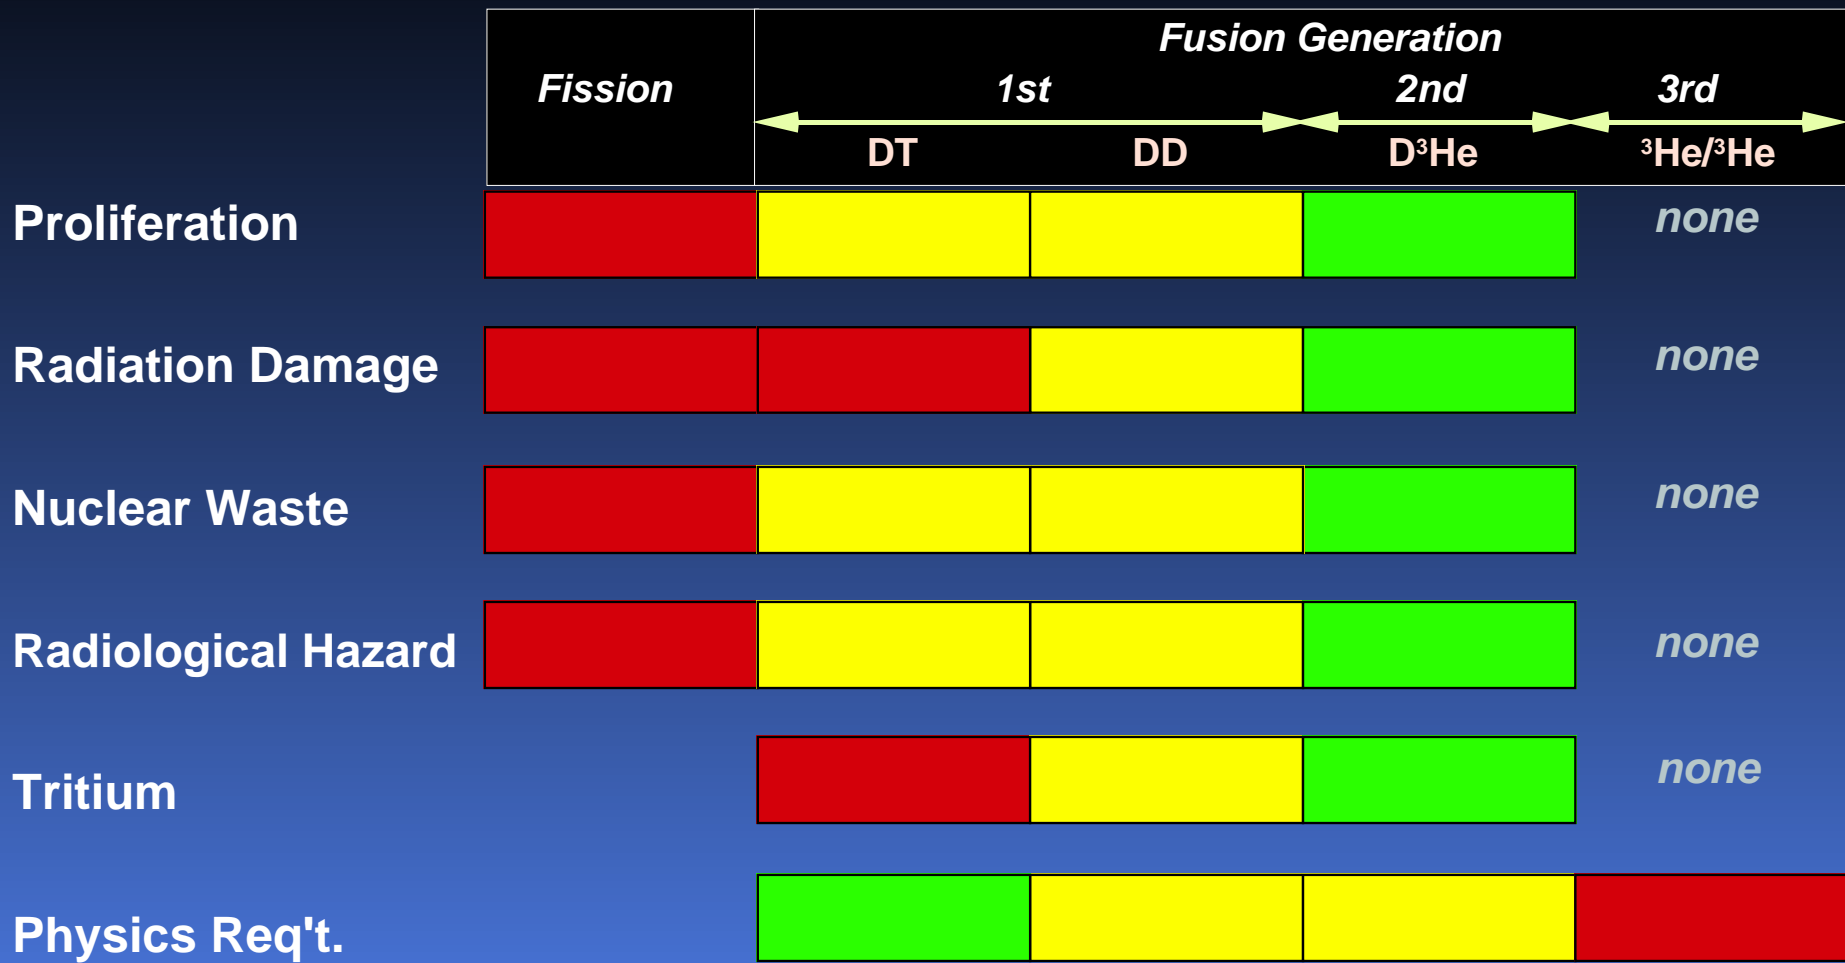 Fusion Generation
Fission 1st 2nd 3rd
DT DD D³He ³He/³He
Proliferation none
Radiation Damage none
Nuclear Waste none
Radiological Hazard none
Tritium none
Physics Req't.